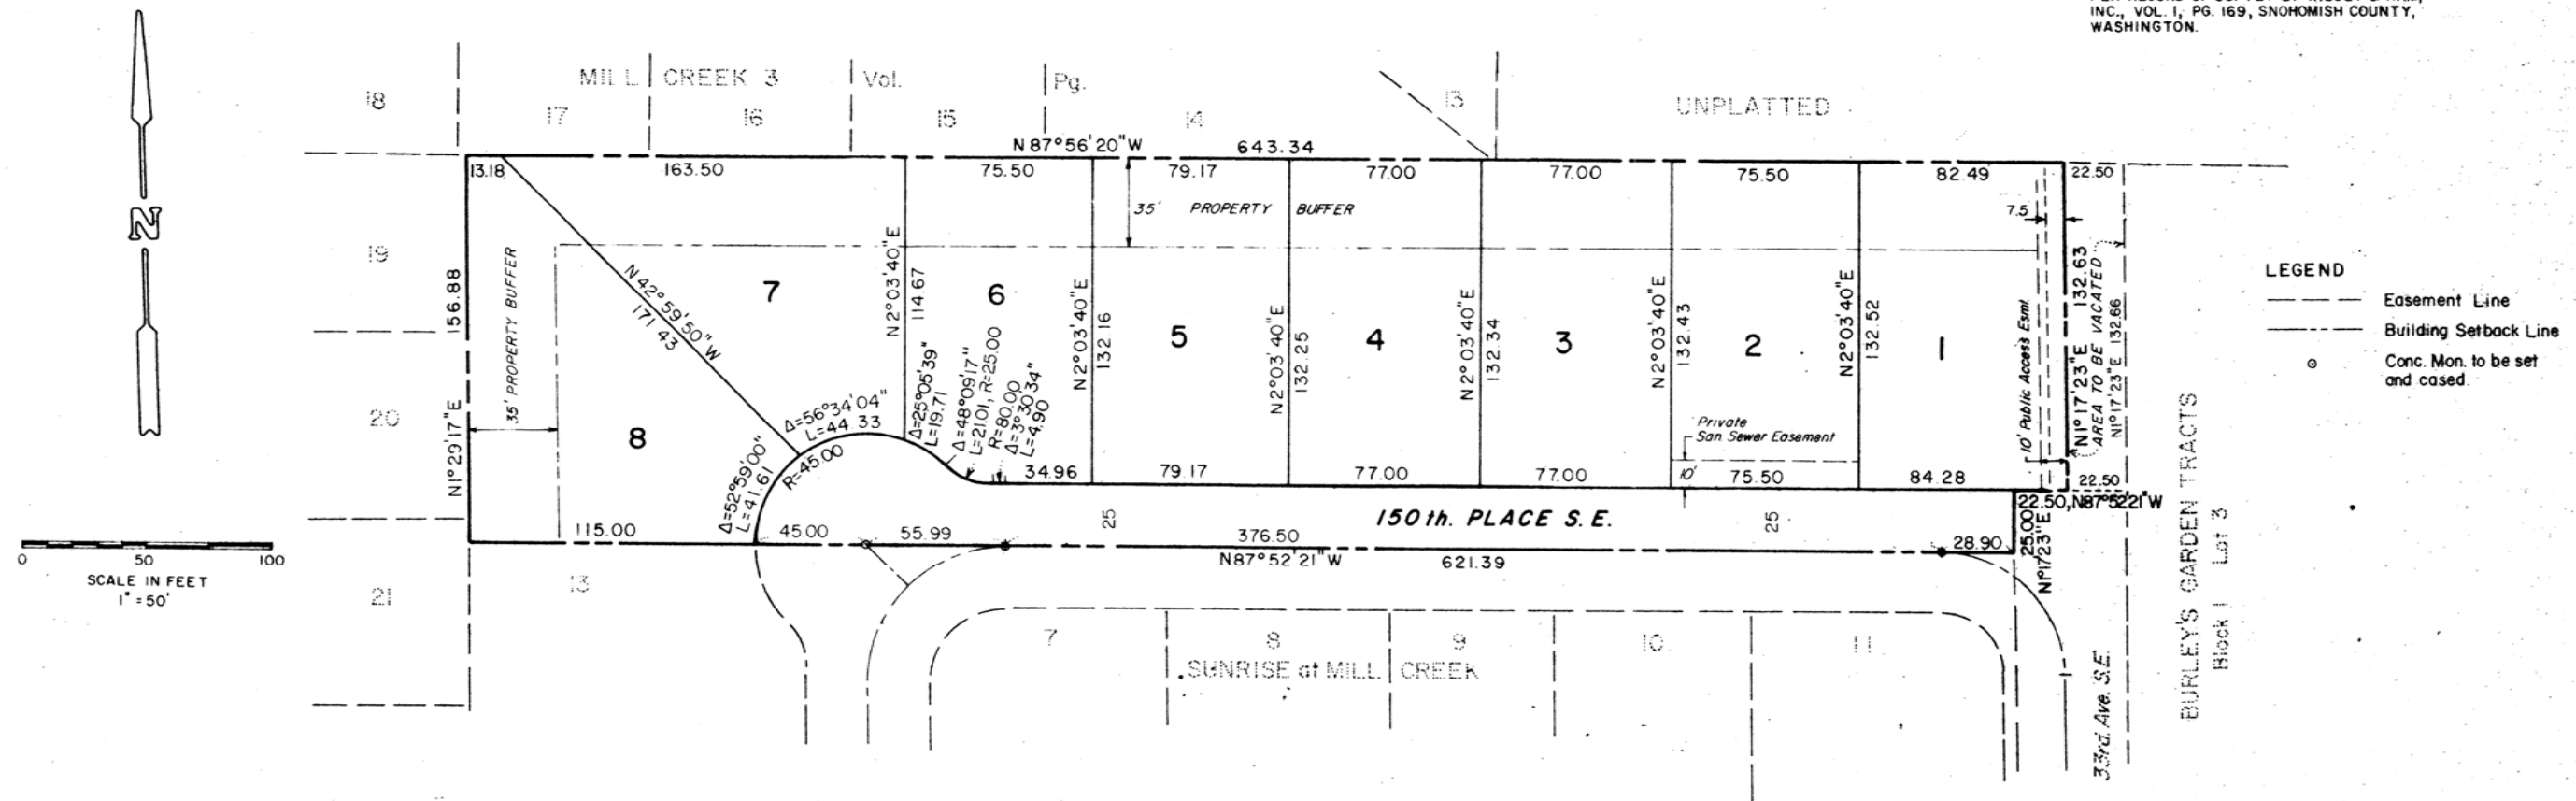 INC., VOL. 1, PG. 169, SNOHOMISH COUNTY,
WASHINGTON.
MILL CREEK 3 Vol. Pg.
18
17
16
15
14
13
UNPLATTED
N 87°56'20"W 643.34
13.18
163.50
75.50
79.17
77.00
77.00
75.50
82.49
22.50
35' PROPERTY BUFFER
7.5
N
19
20
21
156.88
N1°29'17"E
35' PROPERTY BUFFER
N42°59'50"W
171.43
7
N2°03'40"E
114.67
6
N2°03'40"E
132.16
5
N2°03'40"E
132.25
4
N2°03'40"E
132.34
3
N2°03'40"E
132.43
2
N2°03'40"E
132.52
1
10' Public Access Esmt.
N1°17'23"E 132.63
AREA TO BE VACATED
N1°17'23"E 132.66
8
Δ=52°59'00"
L=41.61
R=45.00
Δ=56°34'04"
L=44.33
Δ=25°05'39"
L=19.71
Δ=48°09'17"
L=21.01, R=25.00
R=80.00
Δ=3°30'34"
L=4.90
Private
San. Sewer Easement
10'
34.96
79.17
77.00
77.00
75.50
84.28
22.50
22.50, N87°52'21"W
115.00
45.00
55.99
25
376.50
150th. PLACE S.E.
25
28.90
25.00
N1°17'23"E
N87°52'21"W 621.39
13
7
8
9
10
11
SUNRISE at MILL CREEK
33rd. Ave. S.E.
BURLEY'S GARDEN TRACTS
Block 1 Lot 3
0 50 100
SCALE IN FEET
1" = 50'
LEGEND
Easement Line
Building Setback Line
Conc. Mon. to be set
and cased.